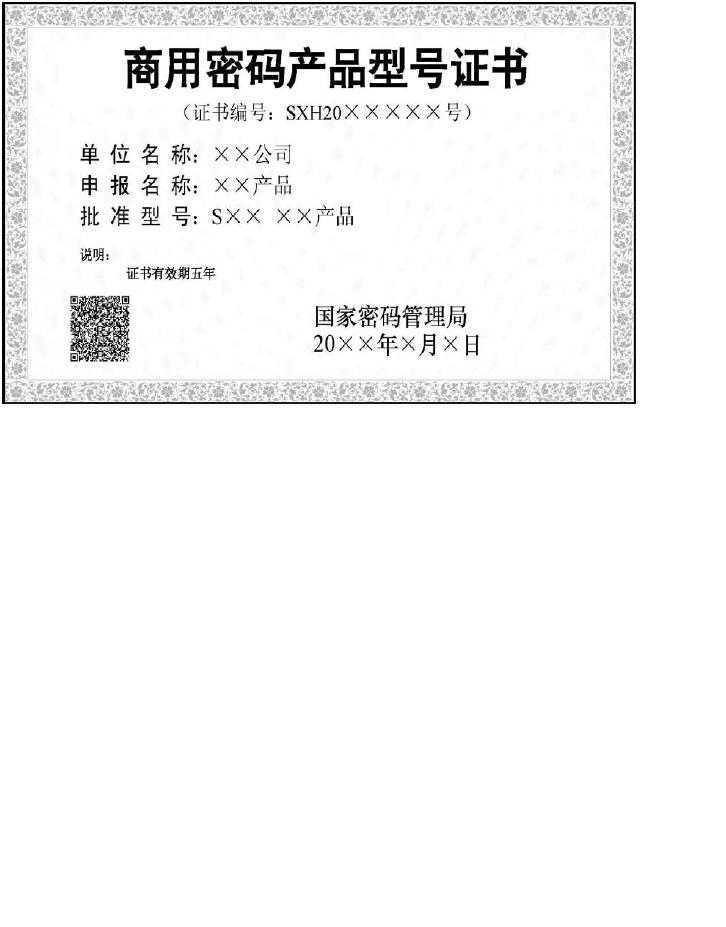 商用密码产品型号证书
（证书编号：SXH20×××××号）
单 位 名 称：××公司
申 报 名 称：××产品
批 准 型 号：S×× ××产品
说明：
证书有效期五年
国家密码管理局
20××年×月×日